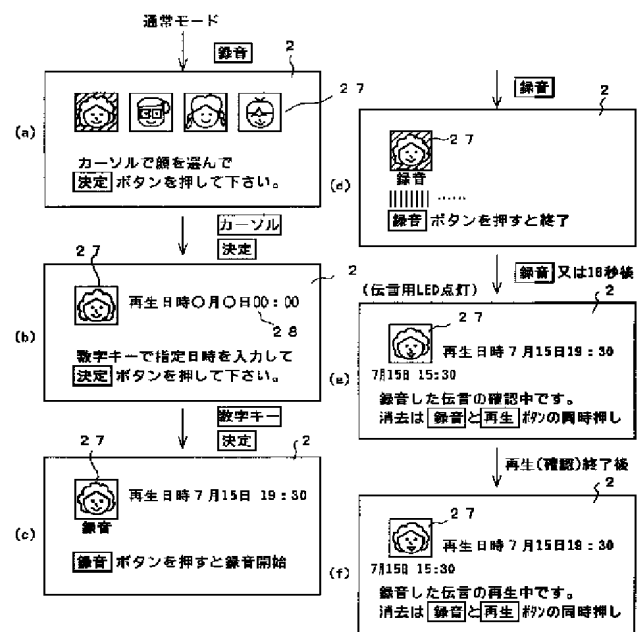 通常モード
録音
2
27
(a)
カーソルで顔を選んで
決定 ボタンを押して下さい。
カーソル
決定
27
2
再生日時〇月〇日00:00
28
(b)
数字キーで指定日時を入力して
決定 ボタンを押して下さい。
数字キー
決定
27
2
再生日時7月15日 19:30
録音
(c)
録音 ボタンを押すと録音開始
録音
2
27
(d)
録音
録音 ボタンを押すと終了
録音 又は16秒後
(伝言用LED点灯)
2
27
再生日時7月15日19:30
7月15日 15:30
(e)
録音した伝言の確認中です。
消去は 録音 と 再生 ボタンの同時押し
再生(確認)終了後
2
27
再生日時7月15日19:30
7月15日 15:30
(f)
録音した伝言の再生中です。
消去は 録音 と 再生 ボタンの同時押し